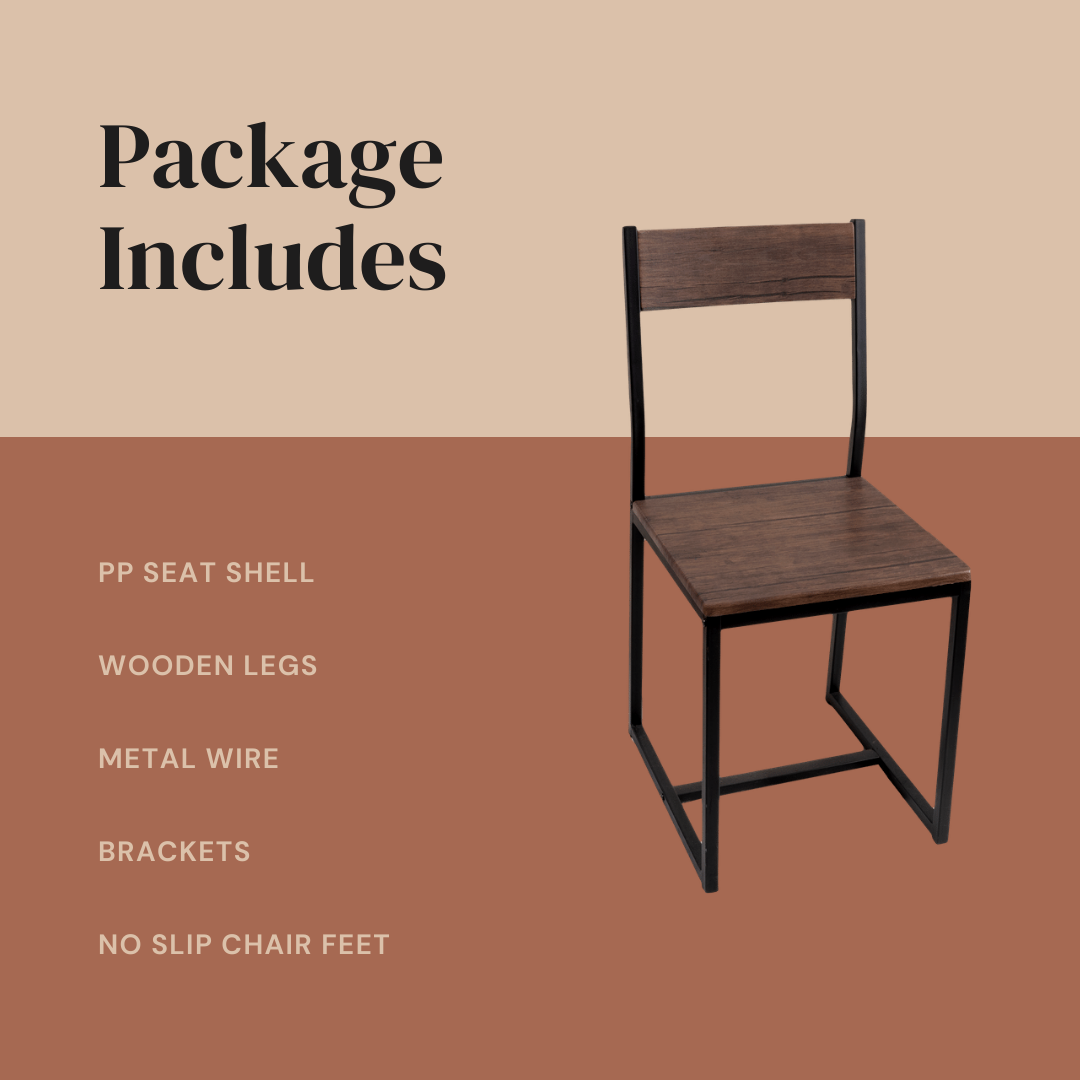 Package
Includes
PP SEAT SHELL
WOODEN LEGS
METAL WIRE
BRACKETS
NO SLIP CHAIR FEET